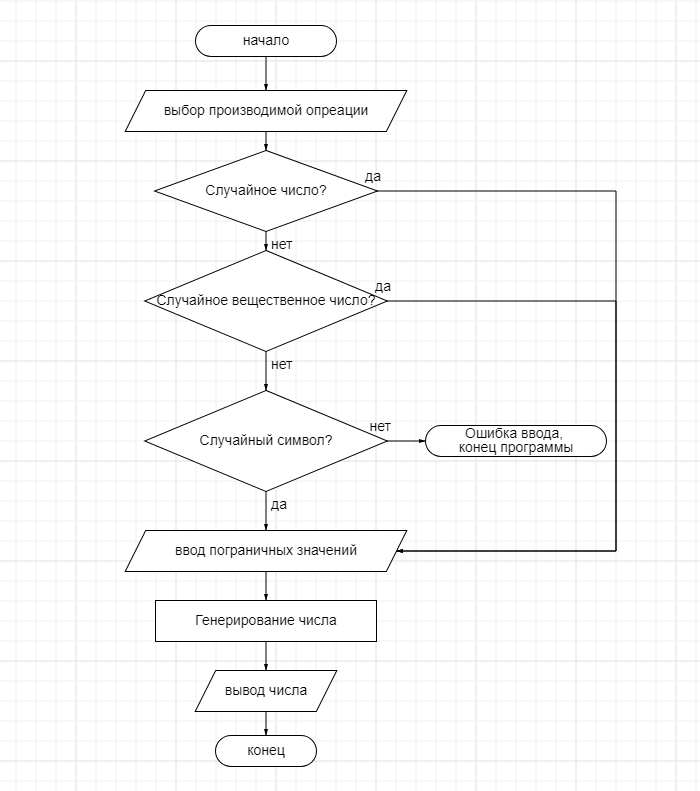 начало
выбор производимой опреации
да
Случайное число?
нет
да
Случайное вещественное число?
нет
нет
Случайный символ?
Ошибка ввода,
конец программы
да
ввод пограничных значений
Генерирование числа
вывод числа
конец